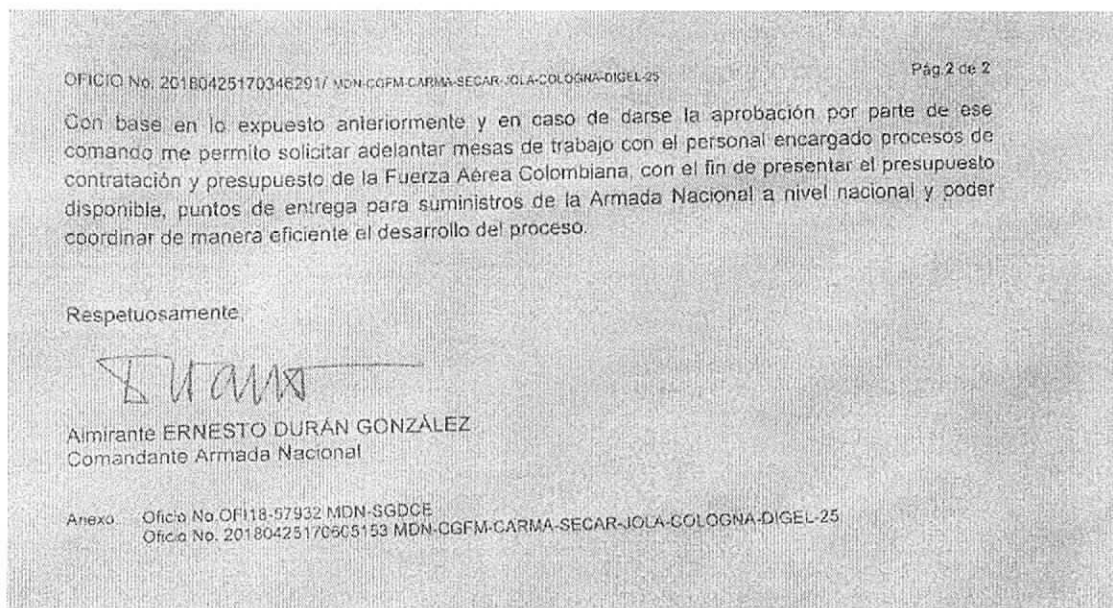 OFICIO No. 20180425170346291/ MDN-CGFM-CARMA-SECAR-JOLA-COLOGNA-DIGEL-25 Pág 2 de 2
Con base en lo expuesto anteriormente y en caso de darse la aprobación por parte de ese
comando me permito solicitar adelantar mesas de trabajo con el personal encargado procesos de
contratación y presupuesto de la Fuerza Aérea Colombiana, con el fin de presentar el presupuesto
disponible, puntos de entrega para suministros de la Armada Nacional a nivel nacional y poder
coordinar de manera eficiente el desarrollo del proceso.
Respetuosamente,
Almirante ERNESTO DURÁN GONZÁLEZ
Comandante Armada Nacional
Anexo: Oficio No.OFI18-57932 MDN-SGDCE
Oficio No. 20180425170605153 MDN-CGFM-CARMA-SECAR-JOLA-COLOGNA-DIGEL-25